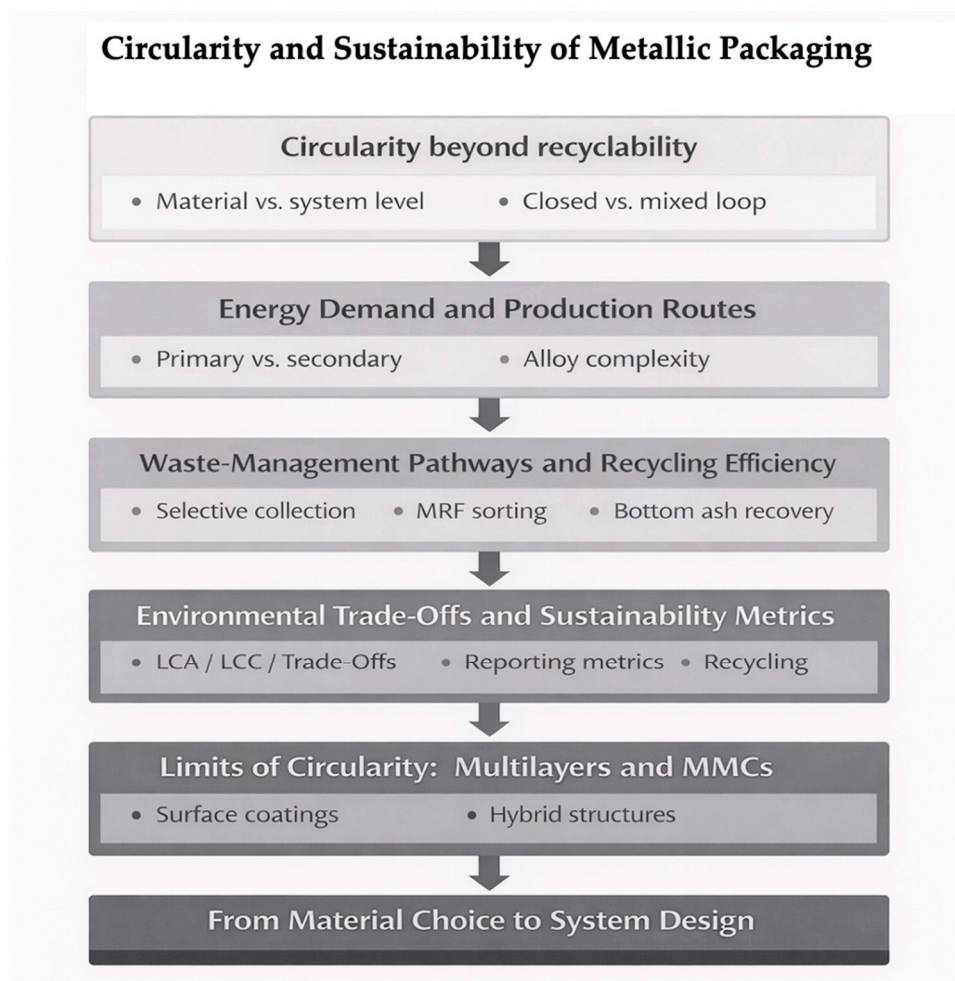 Circularity and Sustainability of Metallic Packaging
Circularity beyond recyclability
• Material vs. system level • Closed vs. mixed loop
Energy Demand and Production Routes
• Primary vs. secondary • Alloy complexity
Waste-Management Pathways and Recycling Efficiency
• Selective collection • MRF sorting • Bottom ash recovery
Environmental Trade-Offs and Sustainability Metrics
• LCA / LCC / Trade-Offs • Reporting metrics • Recycling
Limits of Circularity: Multilayers and MMCs
• Surface coatings • Hybrid structures
From Material Choice to System Design